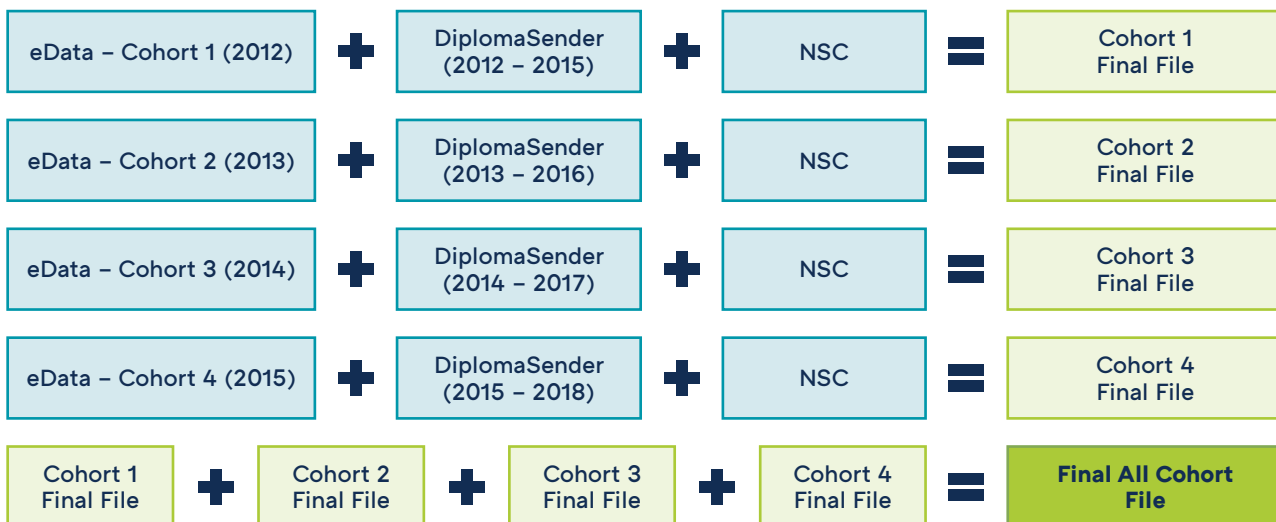 eData – Cohort 1 (2012)
DiplomaSender
(2012 – 2015)
NSC
Cohort 1
Final File
eData – Cohort 2 (2013)
DiplomaSender
(2013 – 2016)
NSC
Cohort 2
Final File
eData – Cohort 3 (2014)
DiplomaSender
(2014 – 2017)
NSC
Cohort 3
Final File
eData – Cohort 4 (2015)
DiplomaSender
(2015 – 2018)
NSC
Cohort 4
Final File
Cohort 1
Final File
Cohort 2
Final File
Cohort 3
Final File
Cohort 4
Final File
Final All Cohort
File